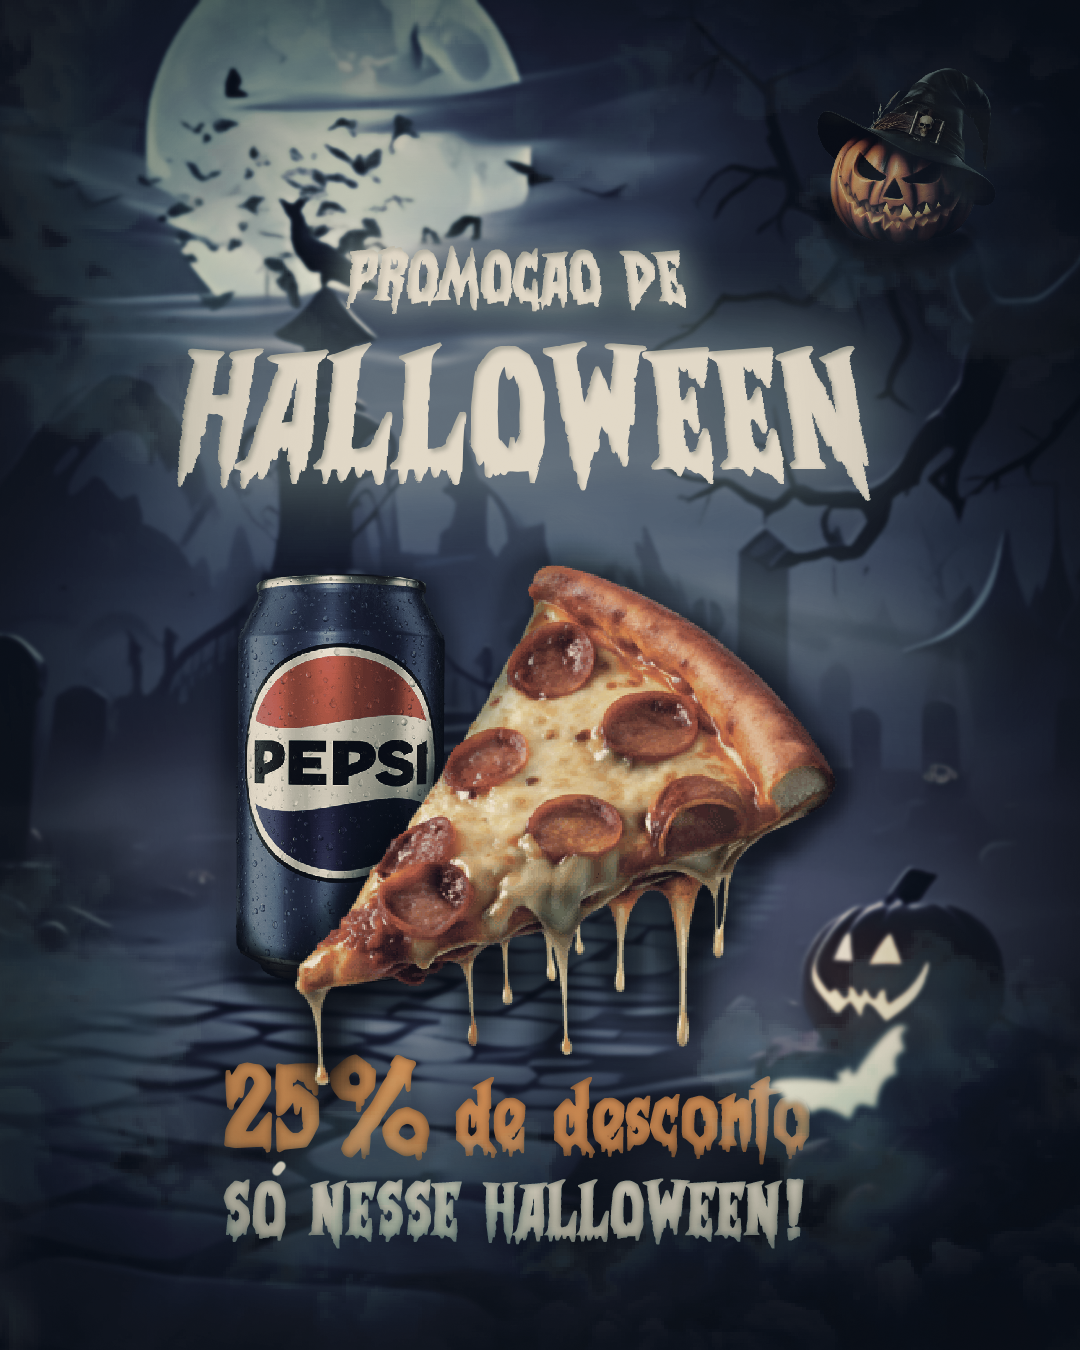 PROMOÇAO DE
HALLOWEEN
PEPSI
25% de desconto
SÓ NESSE HALLOWEEN!